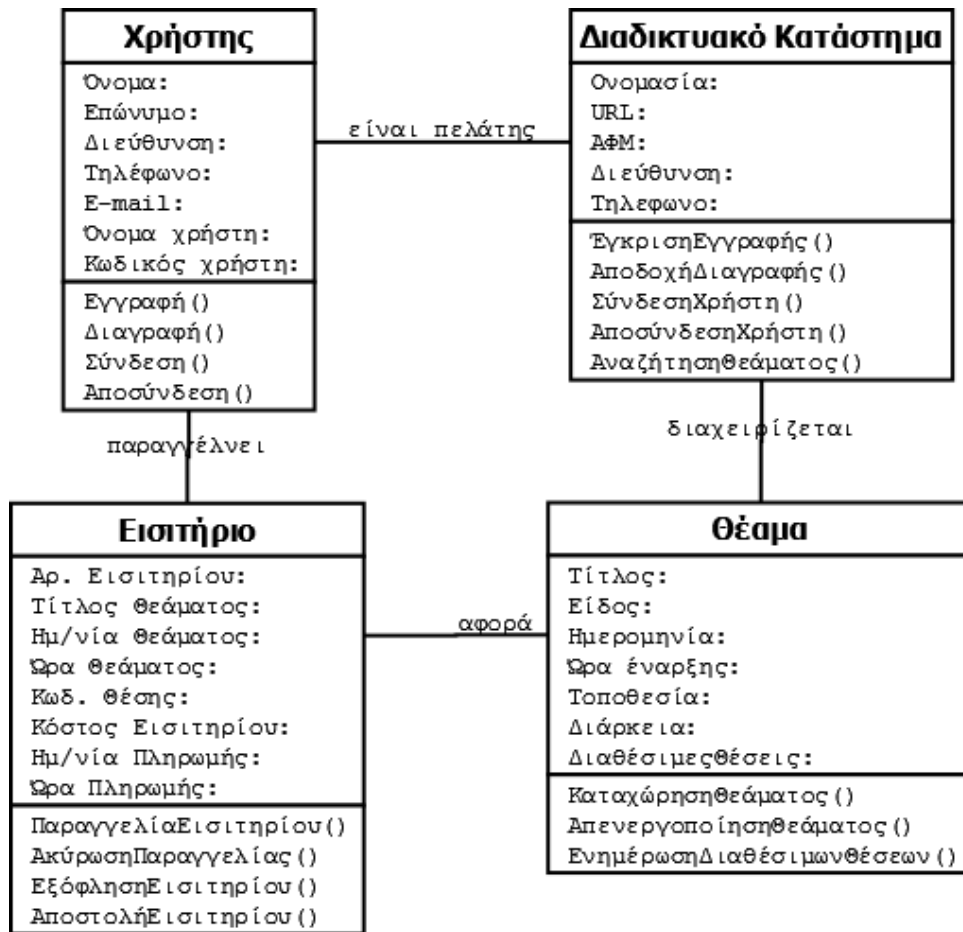 Χρήστης
Όνομα:
Επώνυμο:
Διεύθυνση:
Τηλέφωνο:
E-mail:
Όνομα χρήστη:
Κωδικός χρήστη:
Εγγραφή()
Διαγραφή()
Σύνδεση()
Αποσύνδεση()
είναι πελάτης
Διαδικτυακό Κατάστημα
Ονομασία:
URL:
ΑΦΜ:
Διεύθυνση:
Τηλεφωνο:
ΈγκρισηΕγγραφής()
ΑποδοχήΔιαγραφής()
ΣύνδεσηΧρήστη()
ΑποσύνδεσηΧρήστη()
ΑναζήτησηΘεάματος()
παραγγέλνει
διαχειρίζεται
Εισιτήριο
Αρ. Εισιτηρίου:
Τίτλος Θεάματος:
Ημ/νία Θεάματος:
Ώρα Θεάματος:
Κωδ. Θέσης:
Κόστος Εισιτηρίου:
Ημ/νία Πληρωμής:
Ώρα Πληρωμής:
ΠαραγγελίαΕισιτηρίου()
ΑκύρωσηΠαραγγελίας()
ΕξόφλησηΕισιτηρίου()
ΑποστολήΕισιτηρίου()
αφορά
Θέαμα
Τίτλος:
Είδος:
Ημερομηνία:
Ώρα έναρξης:
Τοποθεσία:
Διάρκεια:
ΔιαθέσιμεςΘέσεις:
ΚαταχώρησηΘεάματος()
ΑπενεργοποίησηΘεάματος()
ΕνημέρωσηΔιαθέσιμωνΘέσεων()